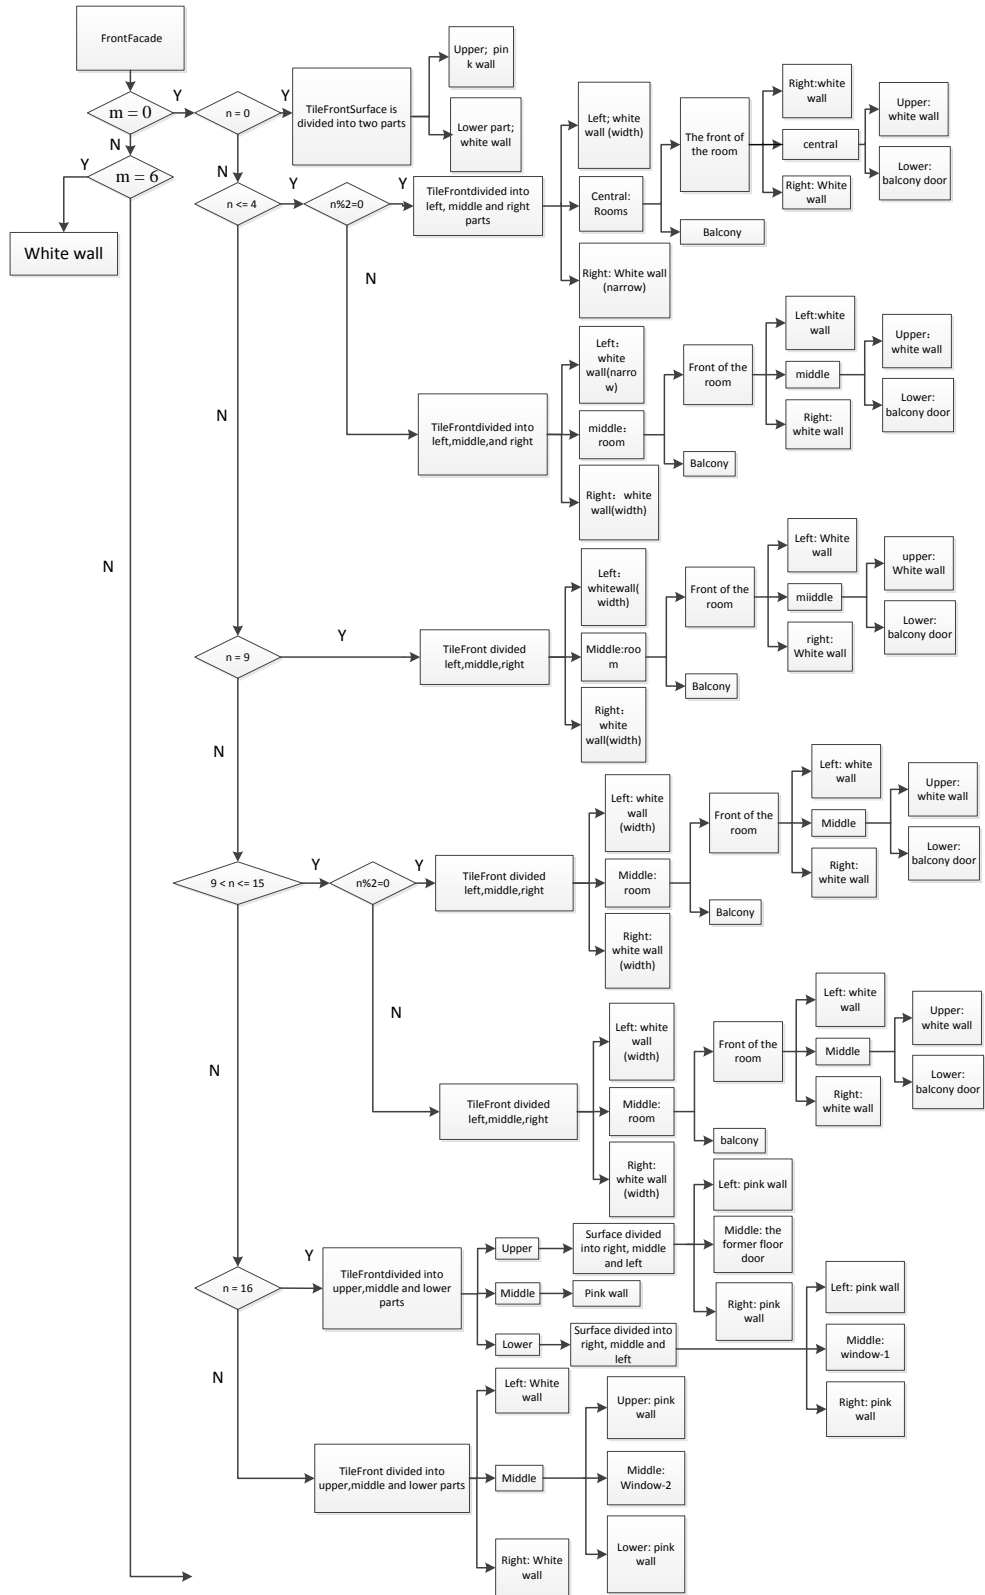 FrontFacade
m = 0
Y
n = 0
Y
TileFrontSurface is
divided into two parts
Upper; pin
k wall
Lower part;
white wall
N
Y
m = 6
White wall
N
n <= 4
Y
n%2=0
Y
TileFrontdivided into
left, middle and right
parts
Left; white
wall (width)
Central:
Rooms
Right: White wall
(narrow)
The front of
the room
Balcony
Right:white
wall
central
Right: White
wall
Upper:
white wall
Lower:
balcony door
N
TileFrontdivided into
left,middle,and right
Left：
white
wall(narro
w)
middle：
room
Right：white
wall(width)
Front of the
room
Balcony
Left:white
wall
middle
Right:
white wall
Upper：
white wall
Lower:
balcony door
N
N
n = 9
Y
TileFront divided
left,middle,right
Left：
whitewall(
width)
Middle:roo
m
Right：
white
wall(width)
Front of the
room
Balcony
Left: White
wall
miiddle
right:
White wall
upper:
White wall
Lower:
balcony door
N
9 < n <= 15
Y
n%2=0
Y
TileFront divided
left,middle,right
Left: white
wall
(width)
Middle:
room
Right:
white wall
(width)
Front of the
room
Balcony
Left: white
wall
Middle
Right:
white wall
Upper:
white wall
Lower:
balcony door
N
TileFront divided
left,middle,right
Left: white
wall
(width)
Middle:
room
Right:
white wall
(width)
Front of the
room
balcony
Left: white
wall
Middle
Right:
white wall
Upper:
white wall
Lower:
balcony door
N
n = 16
Y
TileFrontdivided into
upper,middle and lower
parts
Upper
Surface divided
into right, middle
and left
Left: pink wall
Middle: the
former floor
door
Right: pink
wall
Middle
Pink wall
Lower
Surface divided into
right, middle and
left
Left: pink wall
Middle:
window-1
Right: pink
wall
N
TileFront divided into
upper,middle and lower parts
Left: White
wall
Middle
Right: White
wall
Upper: pink
wall
Middle:
Window-2
Lower: pink
wall